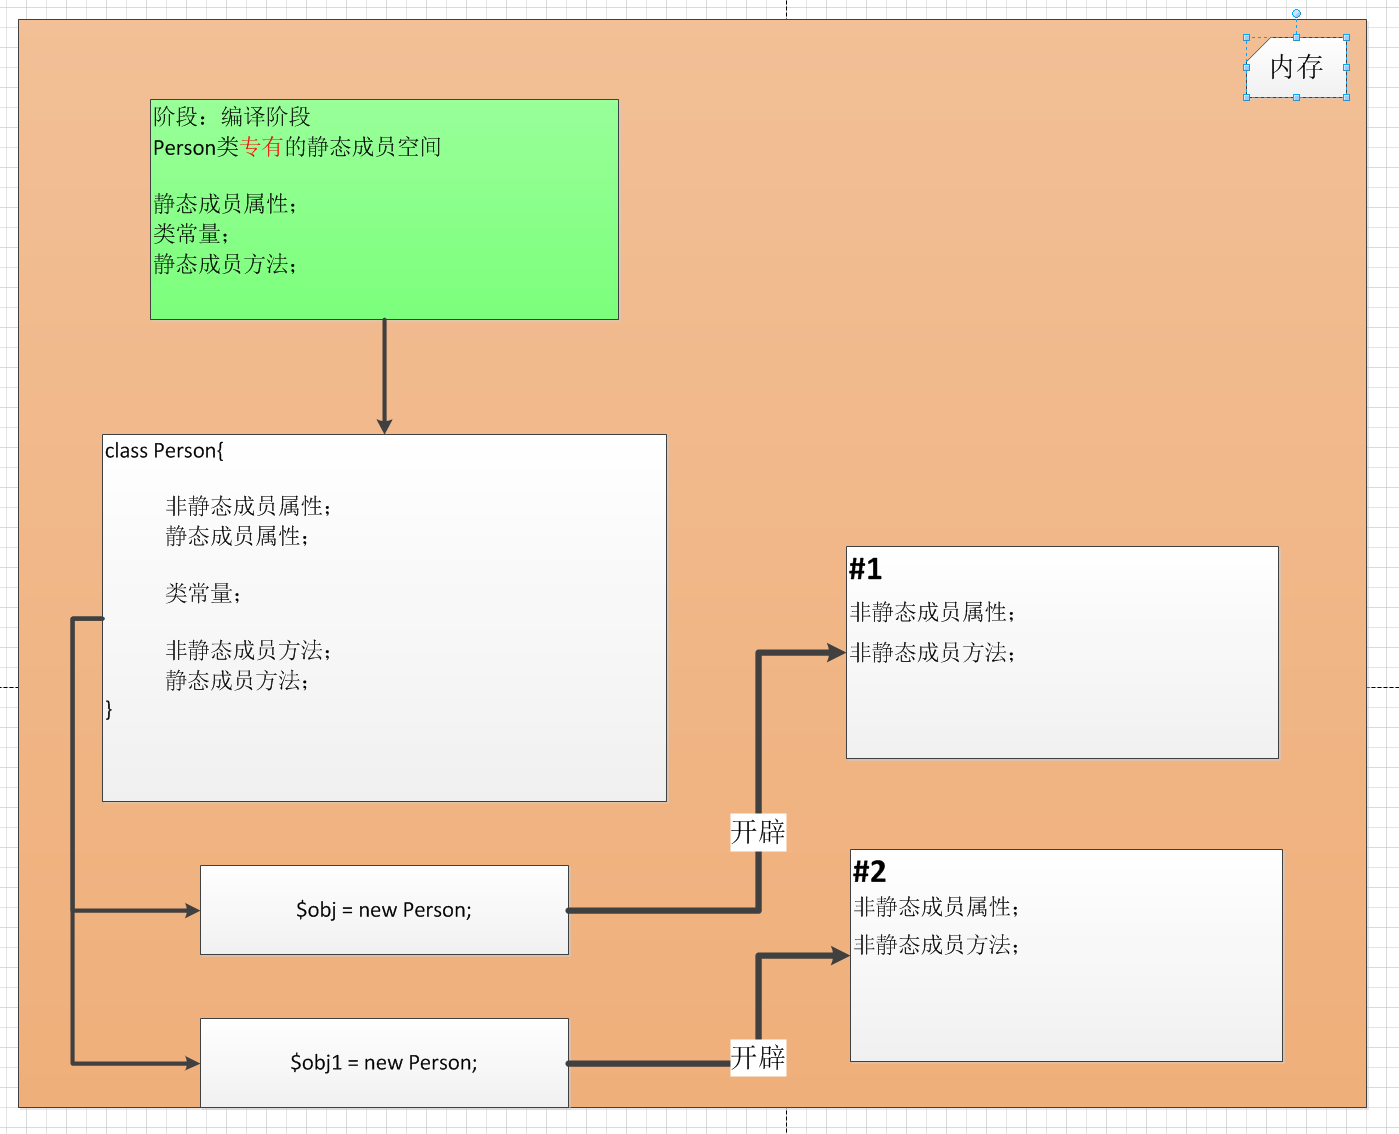 内存
阶段：编译阶段
Person类专有的静态成员空间
静态成员属性；
类常量；
静态成员方法；
class Person{
非静态成员属性；
静态成员属性；
类常量；
非静态成员方法；
静态成员方法；
}
#1
非静态成员属性；
非静态成员方法；
开辟
$obj = new Person;
#2
非静态成员属性；
非静态成员方法；
开辟
$obj1 = new Person;